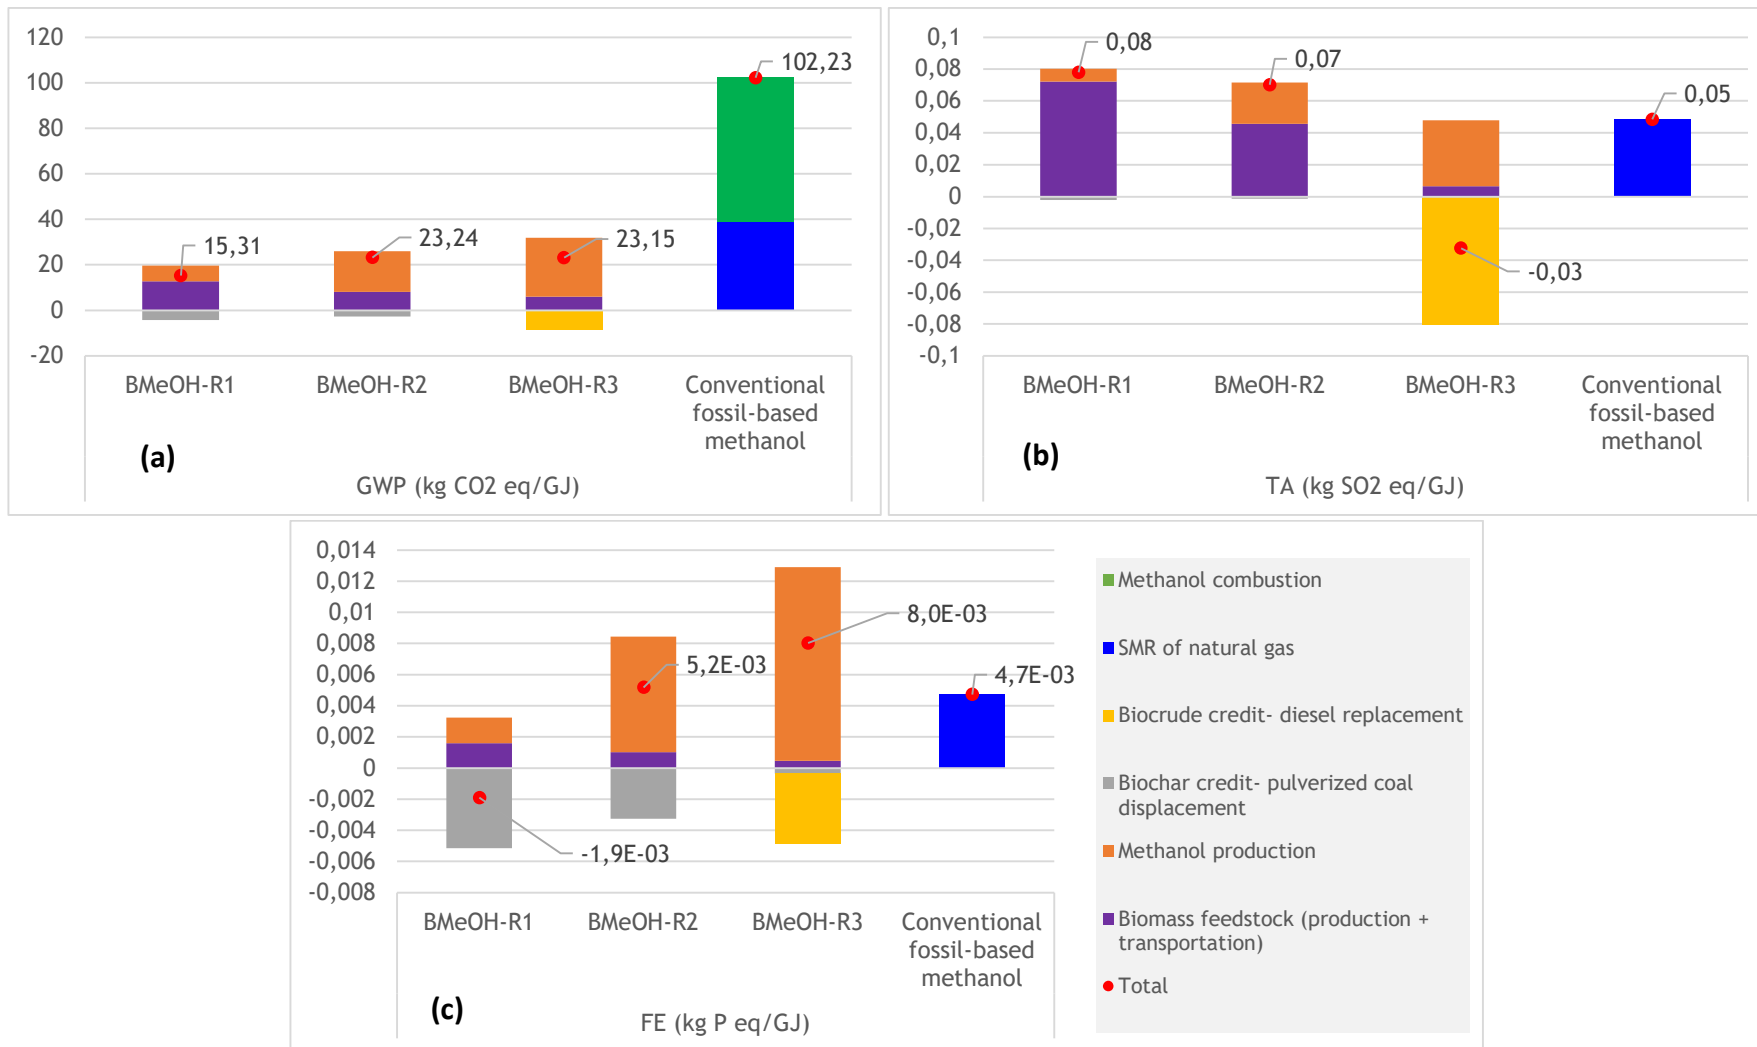 120
100
80
60
40
20
0
-20
15,31
23,24
23,15
102,23
BMeOH-R1
BMeOH-R2
BMeOH-R3
Conventional
fossil-based
methanol
(a)
GWP (kg CO2 eq/GJ)
0,1
0,08
0,06
0,04
0,02
0
-0,02
-0,04
-0,06
-0,08
-0,1
0,08
0,07
-0,03
0,05
BMeOH-R1
BMeOH-R2
BMeOH-R3
Conventional
fossil-based
methanol
(b)
TA (kg SO2 eq/GJ)
0,014
0,012
0,01
0,008
0,006
0,004
0,002
0
-0,002
-0,004
-0,006
-0,008
-1,9E-03
5,2E-03
8,0E-03
4,7E-03
BMeOH-R1
BMeOH-R2
BMeOH-R3
Conventional
fossil-based
methanol
(c)
FE (kg P eq/GJ)
Methanol combustion
SMR of natural gas
Biocrude credit- diesel replacement
Biochar credit- pulverized coal
displacement
Methanol production
Biomass feedstock (production +
transportation)
Total